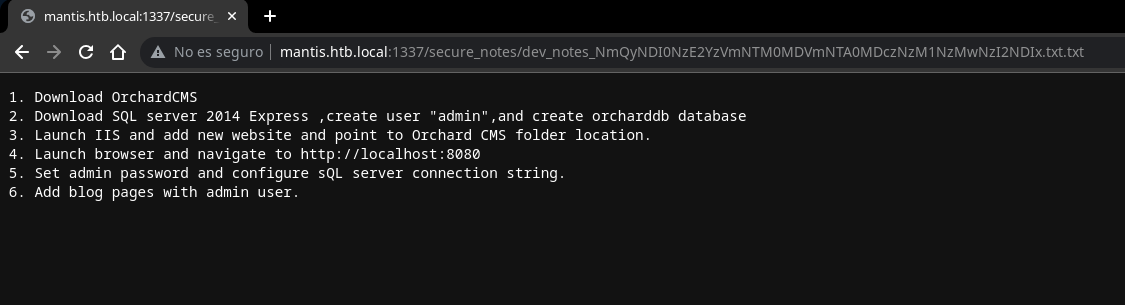 mantis.htb.local:1337/secure_
No es seguro
mantis.htb.local:1337/secure_notes/dev_notes_NmQyNDI0NzE2YzVmNTM0MDVmNTA0MDczNzM1NzMwNzI2NDIx.txt.txt
1. Download OrchardCMS
2. Download SQL server 2014 Express ,create user "admin",and create orcharddb database
3. Launch IIS and add new website and point to Orchard CMS folder location.
4. Launch browser and navigate to http://localhost:8080
5. Set admin password and configure sQL server connection string.
6. Add blog pages with admin user.